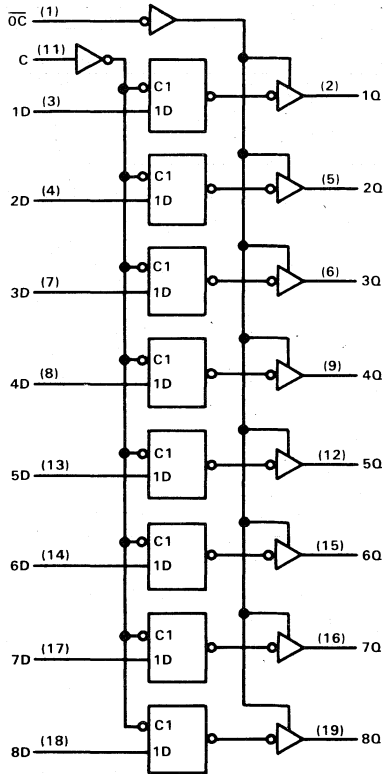 OC (1)
C (11)
C1 (2) 1Q
1D (3) 1D
C1 (5) 2Q
2D (4) 1D
C1 (6) 3Q
3D (7) 1D
C1 (9) 4Q
4D (8) 1D
C1 (12) 5Q
5D (13) 1D
C1 (15) 6Q
6D (14) 1D
C1 (16) 7Q
7D (17) 1D
C1 (19) 8Q
8D (18) 1D